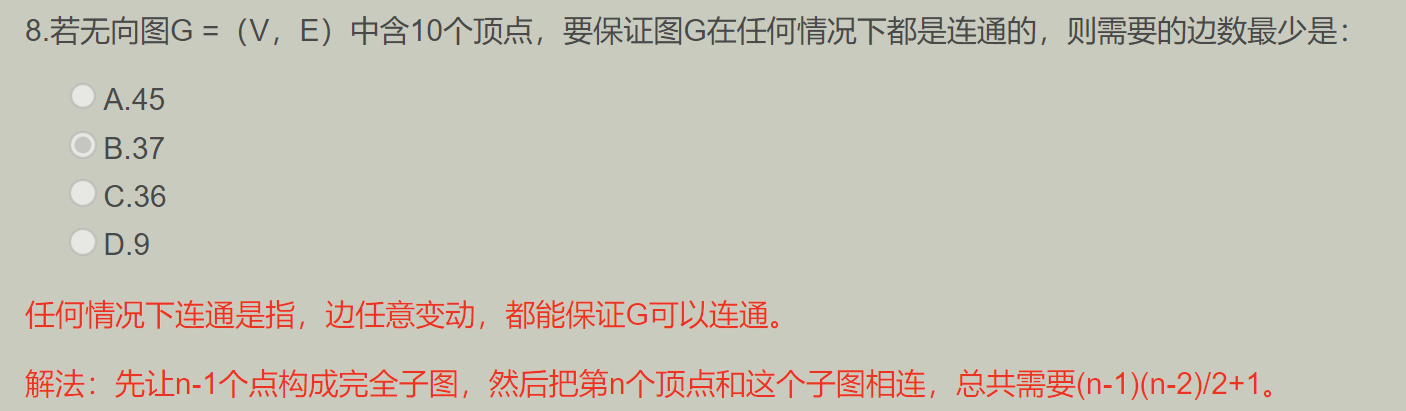 8.若无向图G =（V，E）中含10个顶点，要保证图G在任何情况下都是连通的，则需要的边数最少是：
A.45
B.37
C.36
D.9
任何情况下连通是指，边任意变动，都能保证G可以连通。
解法：先让n-1个点构成完全子图，然后把第n个顶点和这个子图相连，总共需要(n-1)(n-2)/2+1。